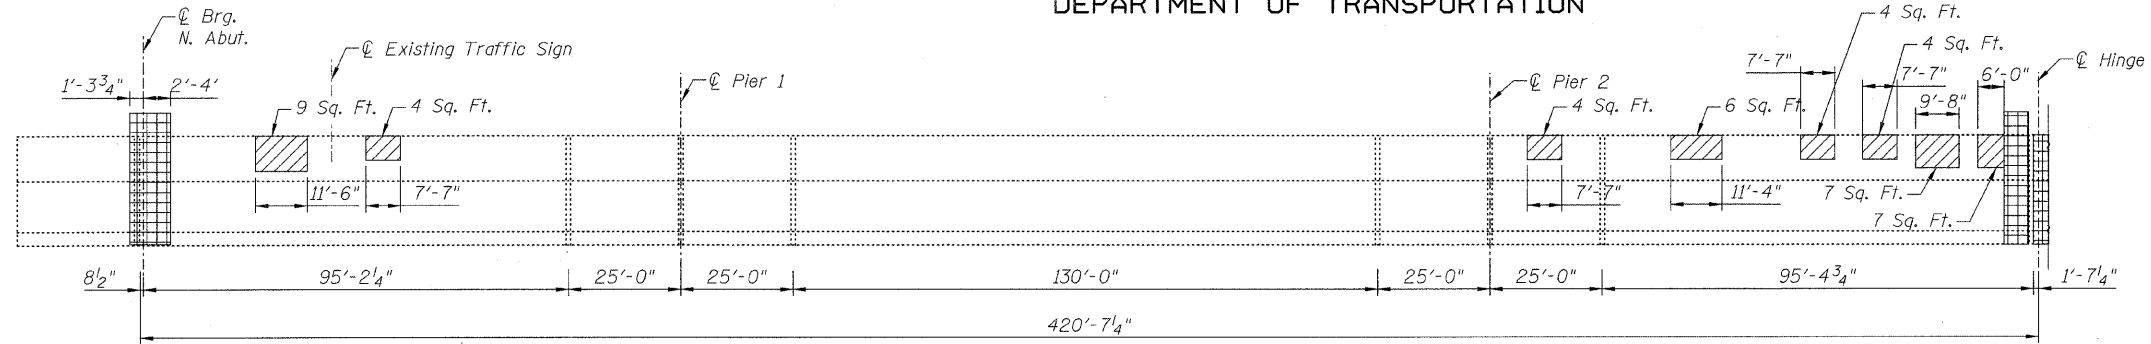 DEPARTMENT OF TRANSPORTATION
℄ Brg.
N. Abut.
℄ Existing Traffic Sign
℄ Pier 1
℄ Pier 2
4 Sq. Ft.
4 Sq. Ft.
℄ Hinge
1'-3¾"
2'-4'
9 Sq. Ft.
4 Sq. Ft.
4 Sq. Ft.
6 Sq. Ft.
7'-7"
7'-7"
6'-0"
9'-8"
11'-6"
7'-7"
7'-7"
11'-4"
7 Sq. Ft.
7 Sq. Ft.
8½"
95'-2¼"
25'-0"
25'-0"
130'-0"
25'-0"
25'-0"
95'-4¾"
1'-7¼"
420'-7¼"